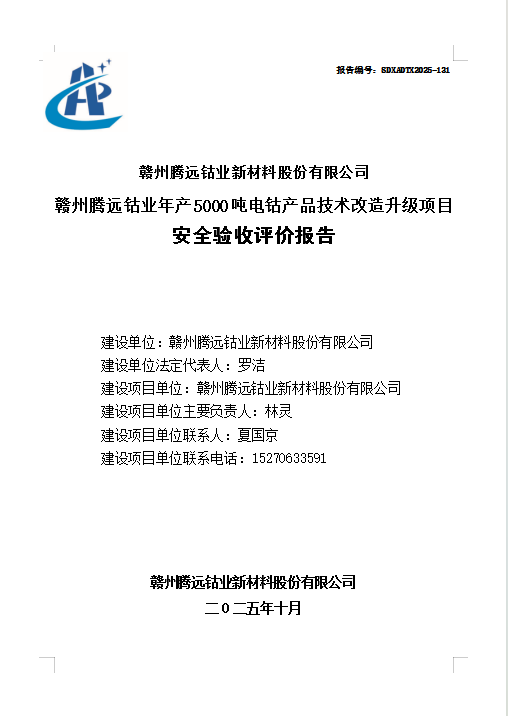 报告编号：SDXADTX2025-131
赣州腾远钴业新材料股份有限公司
赣州腾远钴业年产5000吨电钴产品技术改造升级项目
安全验收评价报告
建设单位：赣州腾远钴业新材料股份有限公司
建设单位法定代表人：罗洁
建设项目单位：赣州腾远钴业新材料股份有限公司
建设项目单位主要负责人：林灵
建设项目单位联系人：夏国京
建设项目单位联系电话：15270633591
赣州腾远钴业新材料股份有限公司
二０二五年十月